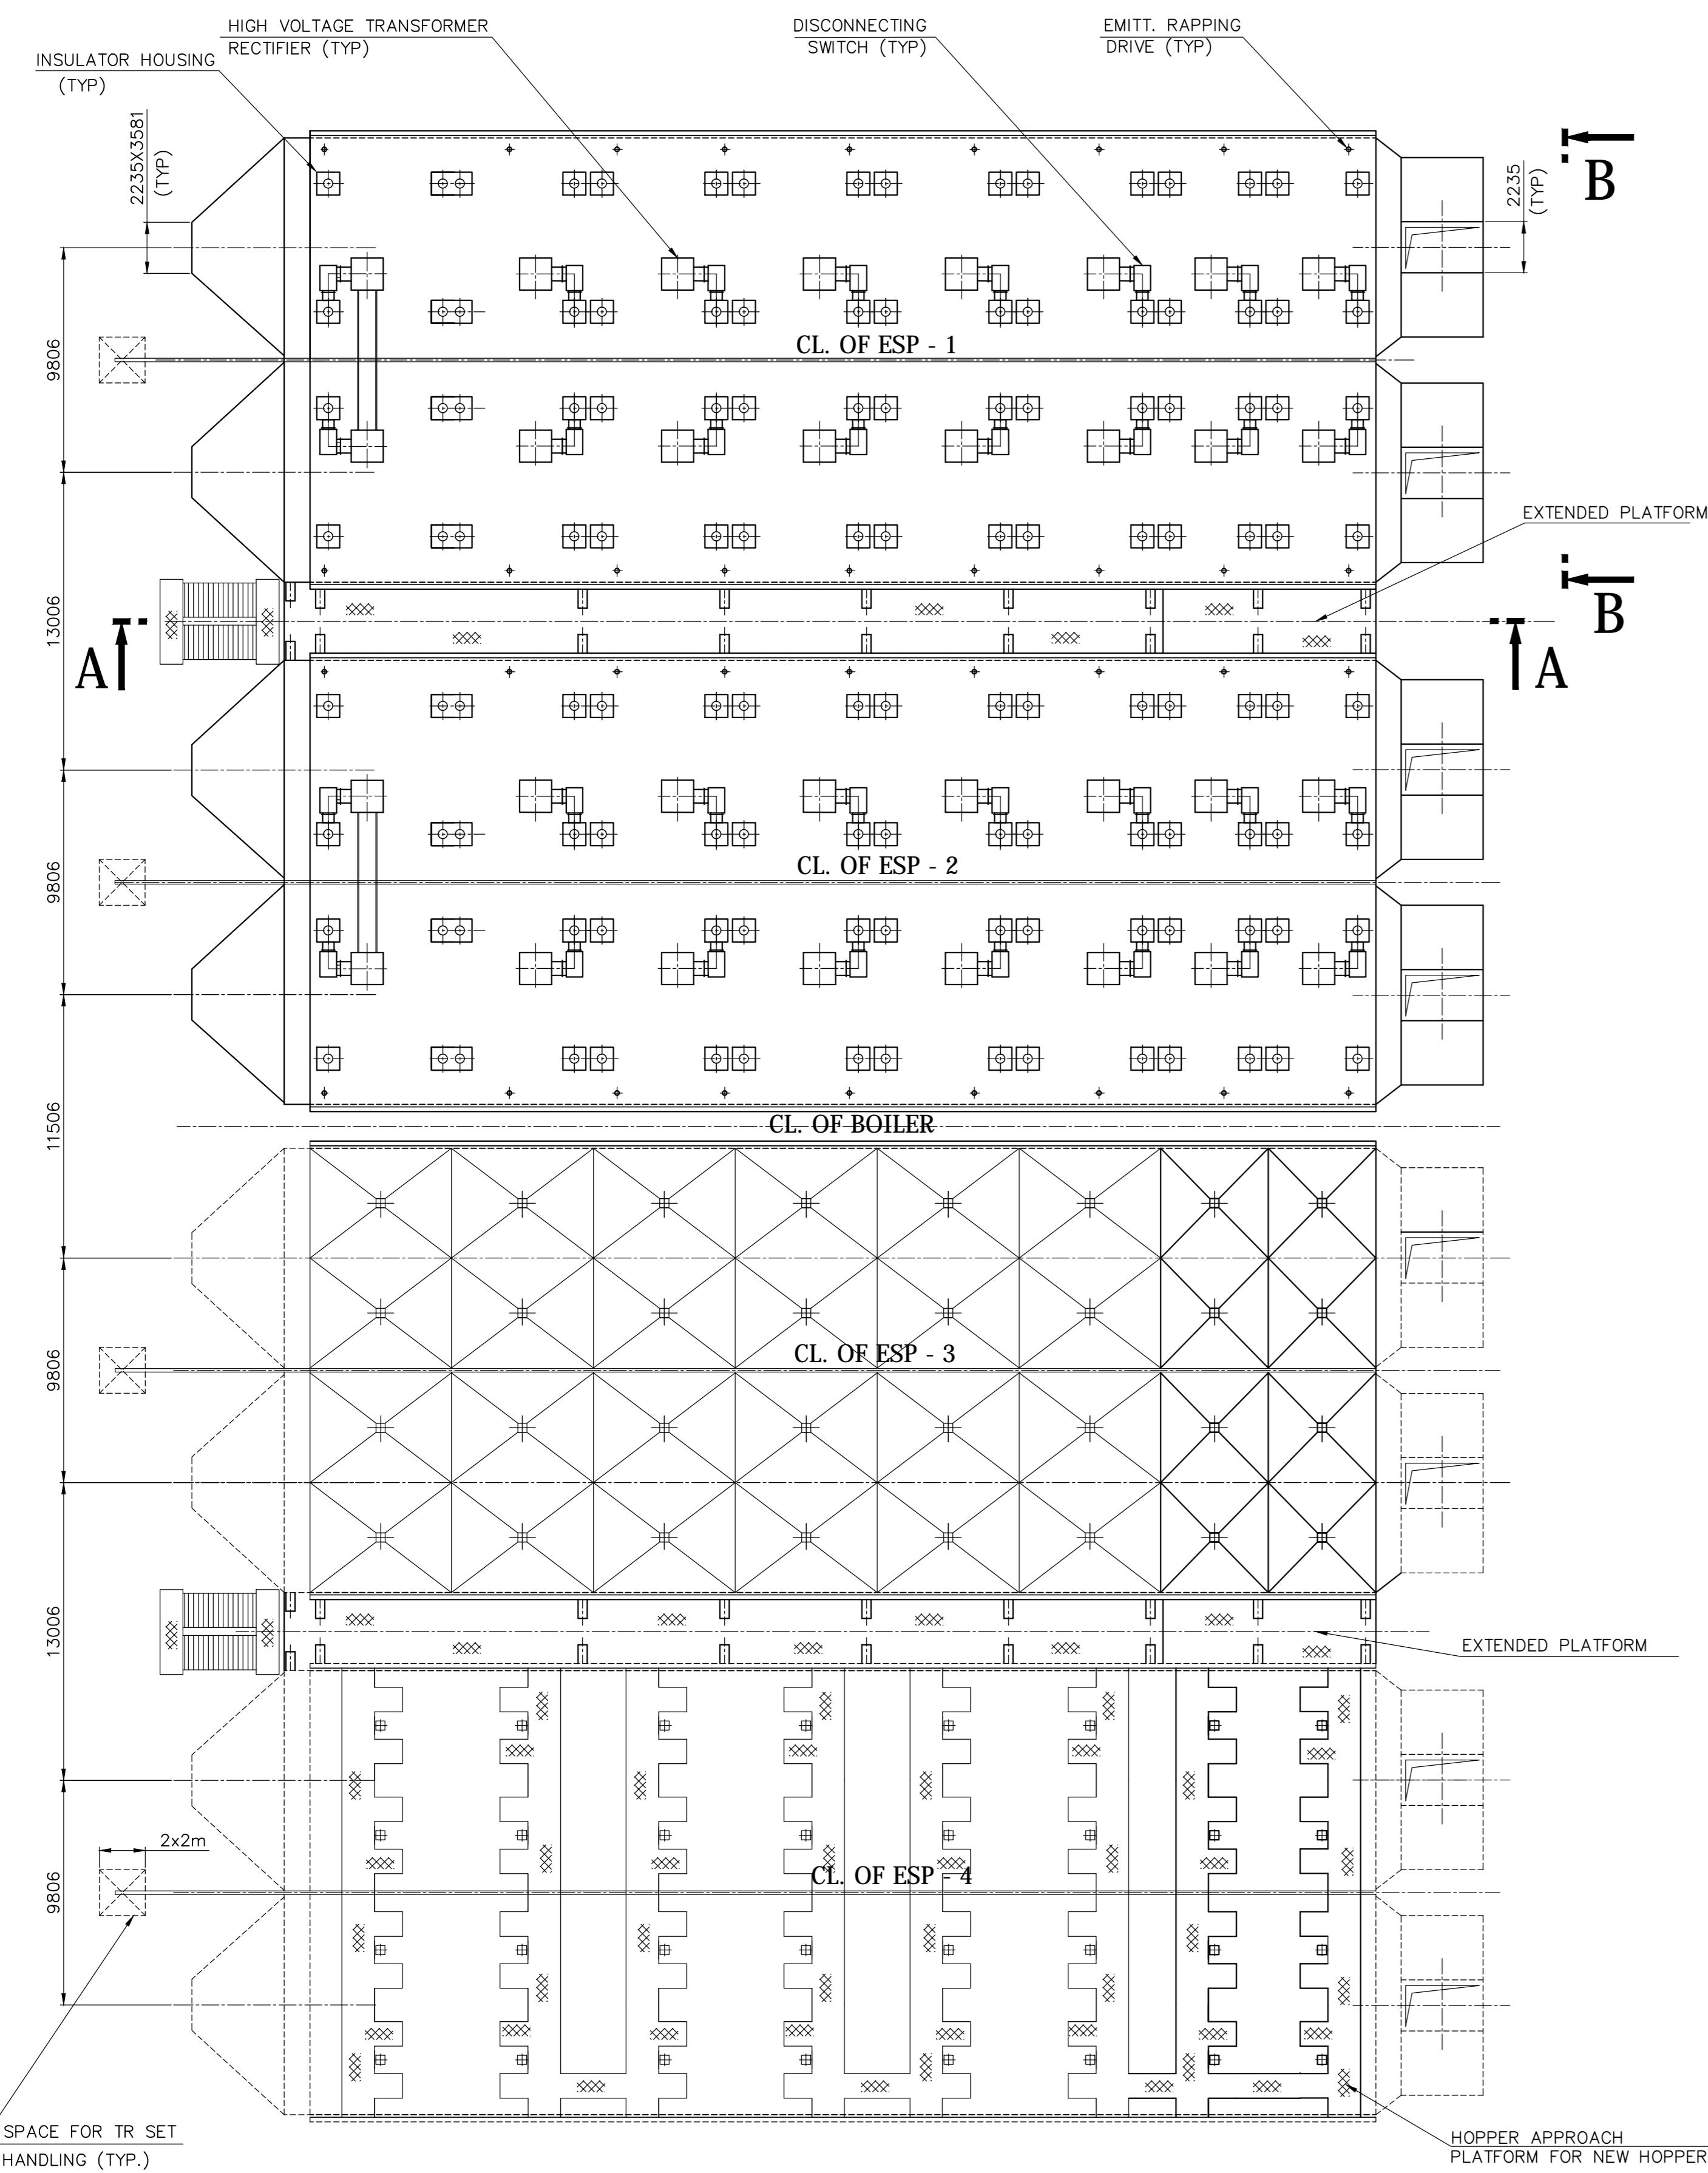 HIGH VOLTAGE TRANSFORMER
RECTIFIER (TYP)
DISCONNECTING
SWITCH (TYP)
EMITT. RAPPING
DRIVE (TYP)
INSULATOR HOUSING
(TYP)
2235X3581
(TYP)
B
2235
(TYP)
9806
CL. OF ESP - 1
EXTENDED PLATFORM
13006
B
A
A
9806
CL. OF ESP - 2
11506
CL. OF BOILER
9806
CL. OF ESP - 3
13006
EXTENDED PLATFORM
2x2m
9806
CL. OF ESP - 4
SPACE FOR TR SET
HANDLING (TYP.)
HOPPER APPROACH
PLATFORM FOR NEW HOPPER